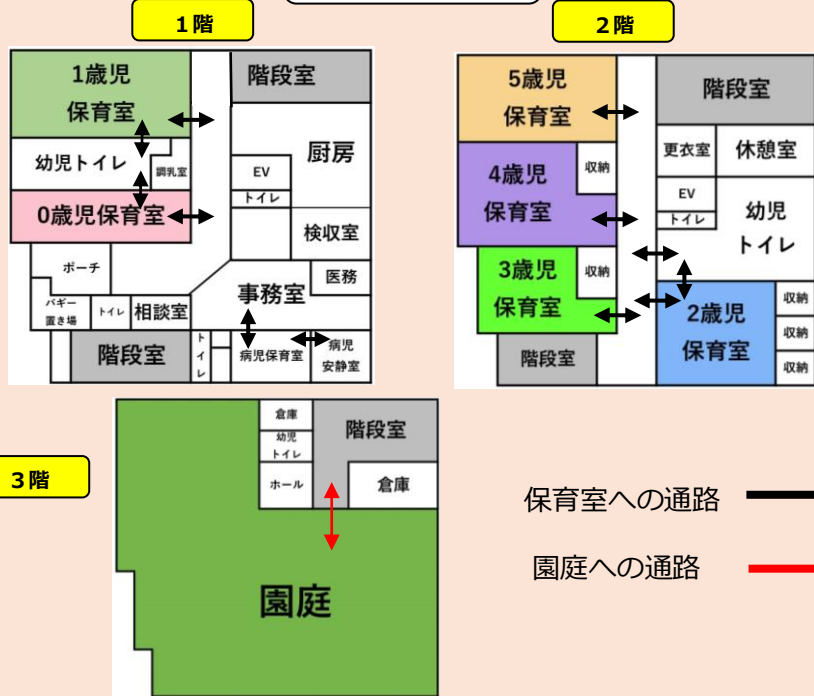 1階
1歳児
保育室
階段室
幼児トイレ
調乳室
EV
トイレ
厨房
0歳児保育室
検収室
ポーチ
事務室
医務
バギー
置き場
トイレ
相談室
階段室
トイレ
病児保育室
病児
安静室
2階
5歳児
保育室
階段室
更衣室
休憩室
4歳児
保育室
収納
EV
トイレ
幼児
トイレ
3歳児
保育室
収納
2歳児
保育室
収納
収納
収納
階段室
3階
倉庫
幼児
トイレ
ホール
階段室
倉庫
園庭
保育室への通路
園庭への通路